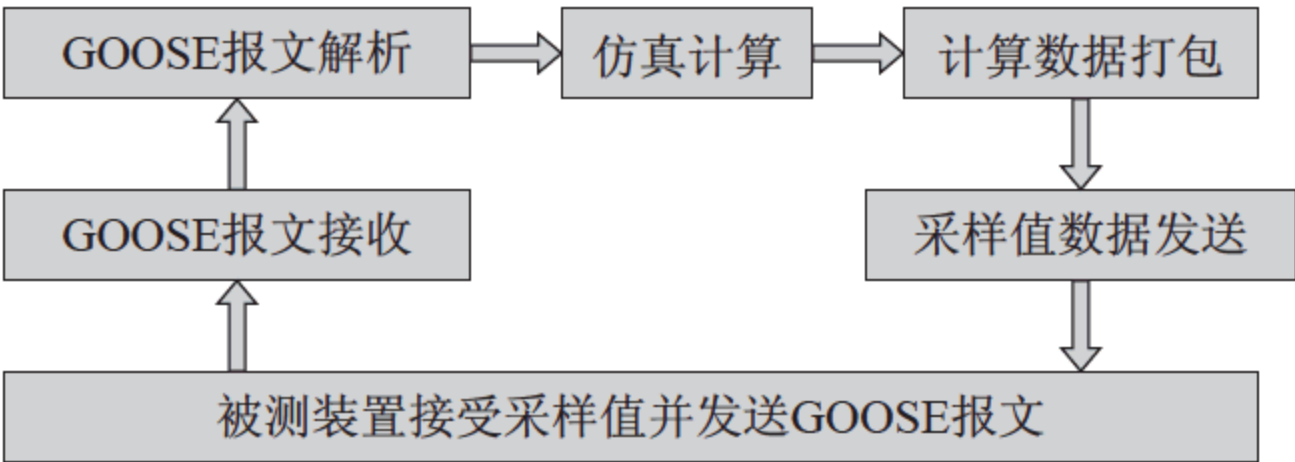 GOOSE报文解析
仿真计算
计算数据打包
GOOSE报文接收
采样值数据发送
被测装置接受采样值并发送GOOSE报文